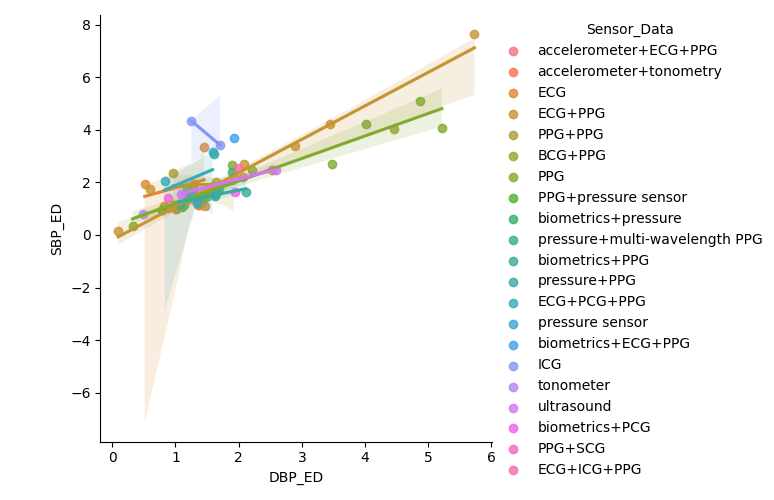 8
6
4
2
0
−2
−4
−6
SBP_ED
0 1 2 3 4 5 6
DBP_ED
Sensor_Data
accelerometer+ECG+PPG
accelerometer+tonometry
ECG
ECG+PPG
PPG+PPG
BCG+PPG
PPG
PPG+pressure sensor
biometrics+pressure
pressure+multi-wavelength PPG
biometrics+PPG
pressure+PPG
ECG+PCG+PPG
pressure sensor
biometrics+ECG+PPG
ICG
tonometer
ultrasound
biometrics+PCG
PPG+SCG
ECG+ICG+PPG